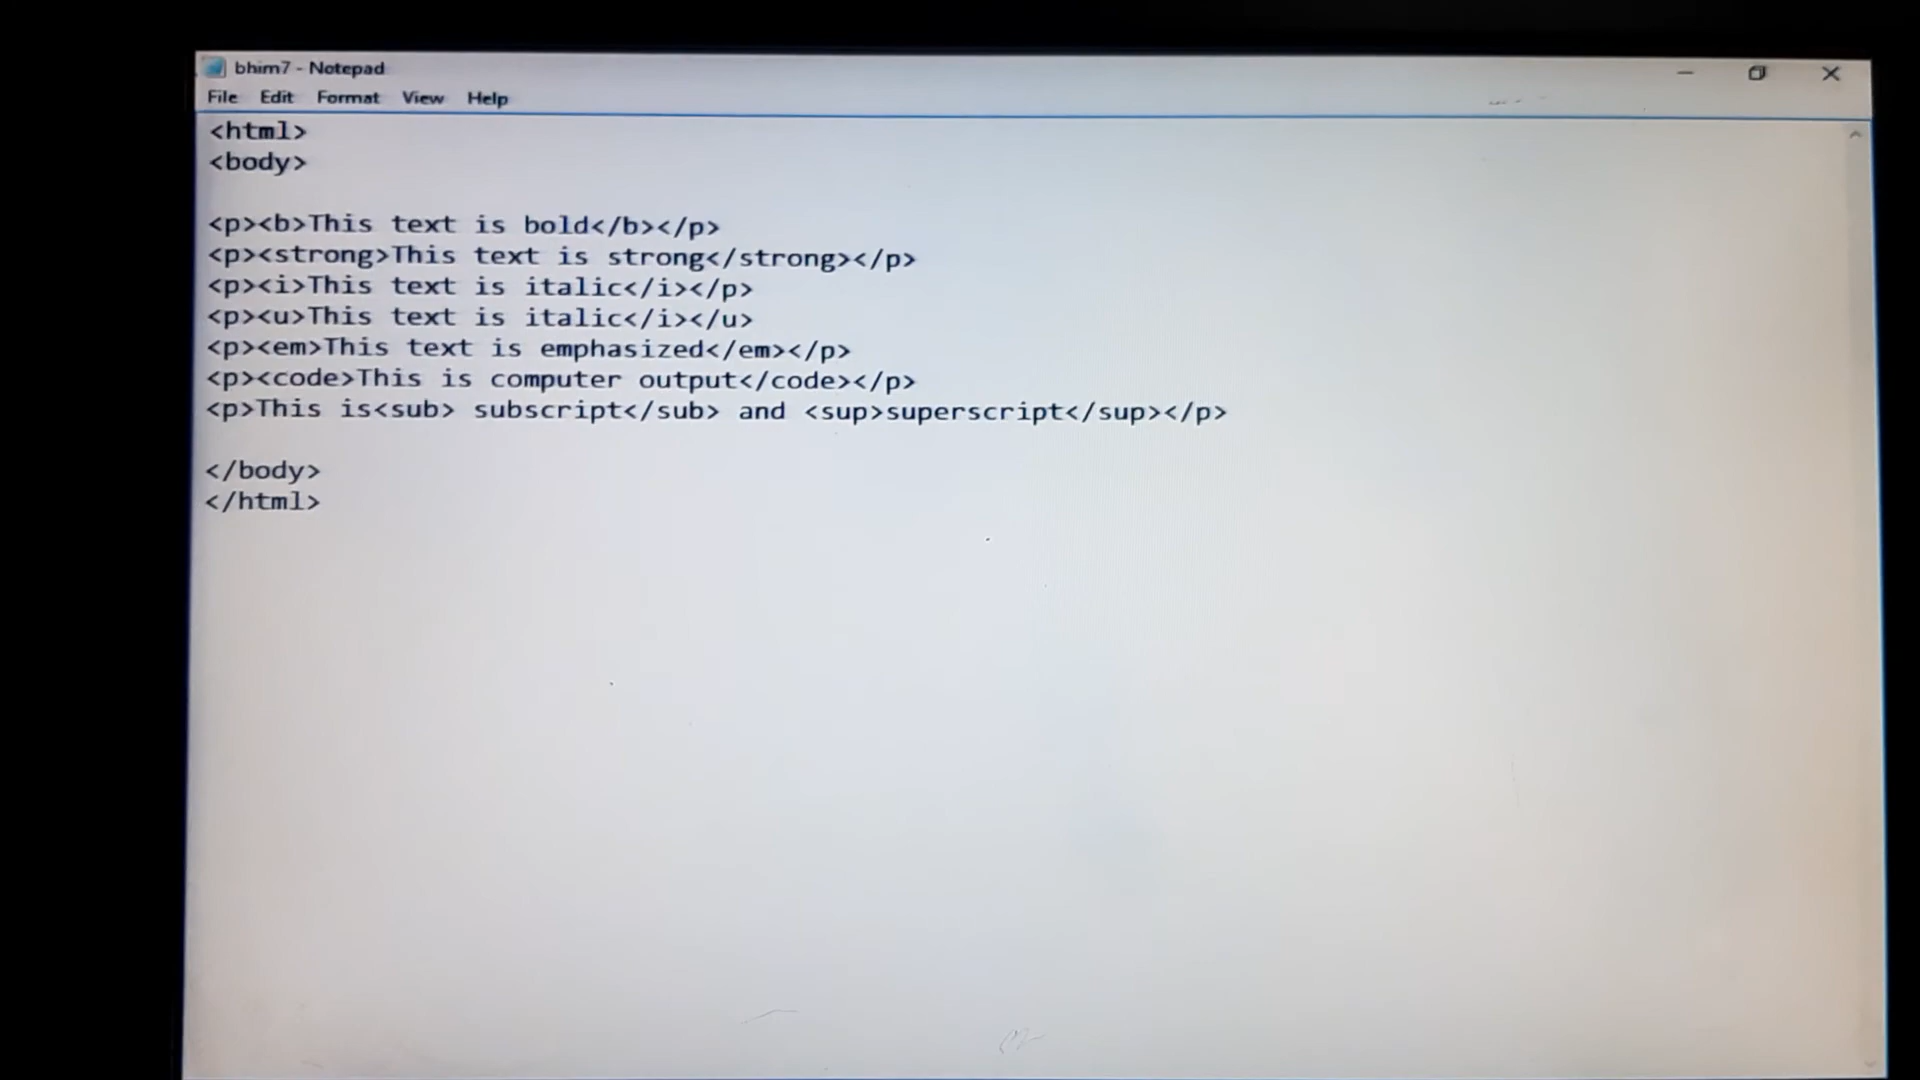 bhim7 - Notepad
File Edit Format View Help
<html>
<body>
<p><b>This text is bold</b></p>
<p><strong>This text is strong</strong></p>
<p><i>This text is italic</i></p>
<p><u>This text is italic</i></u>
<p><em>This text is emphasized</em></p>
<p><code>This is computer output</code></p>
<p>This is<sub> subscript</sub> and <sup>superscript</sup></p>
</body>
</html>